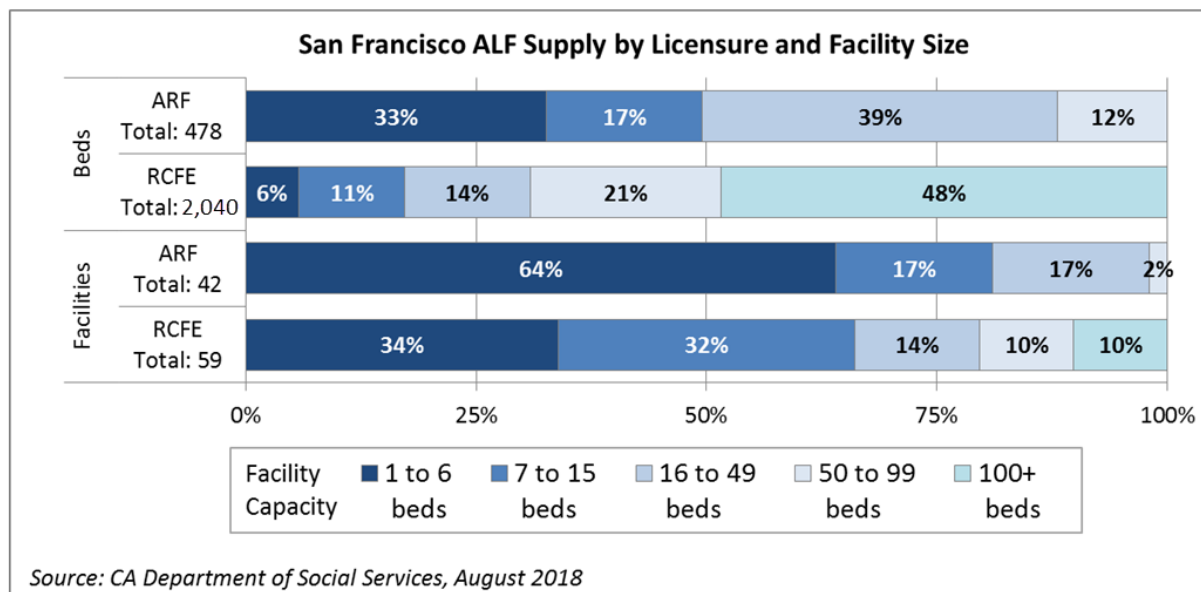 San Francisco ALF Supply by Licensure and Facility Size
Beds
ARF
Total: 478
33% 17% 39% 12%
RCFE
Total: 2,040
6% 11% 14% 21% 48%
Facilities
ARF
Total: 42
64% 17% 17% 2%
RCFE
Total: 59
34% 32% 14% 10% 10%
0% 25% 50% 75% 100%
Facility Capacity
1 to 6 beds
7 to 15 beds
16 to 49 beds
50 to 99 beds
100+ beds
Source: CA Department of Social Services, August 2018